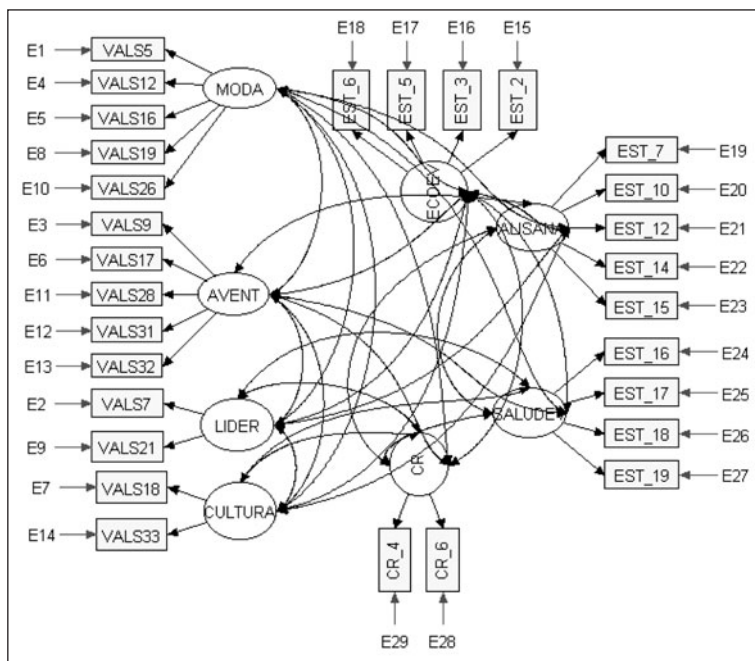 E18 E17 E16 E15
EST_6 EST_5 EST_3 EST_2
E1 VALS5
E4 VALS12
E5 VALS16
E8 VALS19
E10 VALS26
MODA
E3 VALS9
E6 VALS17
E11 VALS28
E12 VALS31
E13 VALS32
AVENT
E2 VALS7
E9 VALS21
LIDER
E7 VALS18
E14 VALS33
CULTURA
ECOEV
ALISANA
EST_7 E19
EST_10 E20
EST_12 E21
EST_14 E22
EST_15 E23
SALUDE
EST_16 E24
EST_17 E25
EST_18 E26
EST_19 E27
CR
CR_4 CR_6
E29 E28